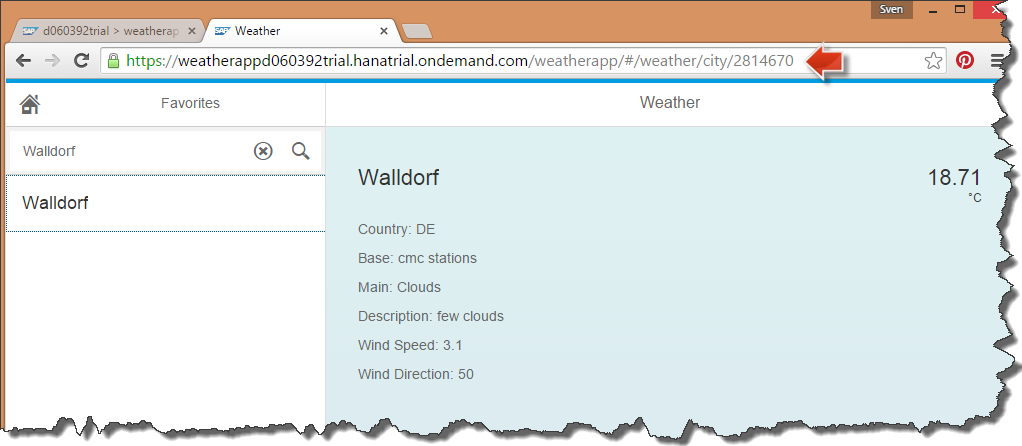 Sven
SAP d060392trial > weatherap
SAP Weather
https://weatherappd060392trial.hanatrial.ondemand.com/weatherapp/#/weather/city/2814670
Favorites
Weather
Walldorf
Walldorf
Walldorf
18.71
°C
Country: DE
Base: cmc stations
Main: Clouds
Description: few clouds
Wind Speed: 3.1
Wind Direction: 50